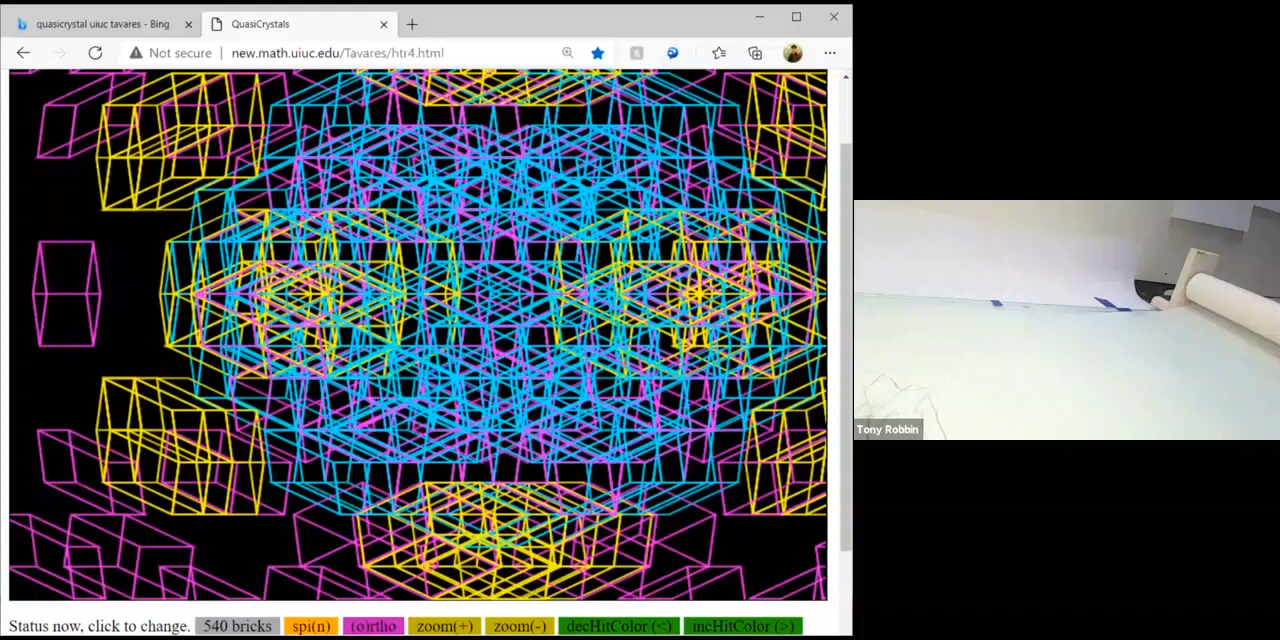 quasicrystal uiuc tavares - Bing
QuasiCrystals
Not secure | new.math.uiuc.edu/Tavares/htr4.html
Tony Robbin
Status now, click to change. 540 bricks spi(n) (o)rtho zoom(+) zoom(-) decHitColor (<) incHitColor (>)